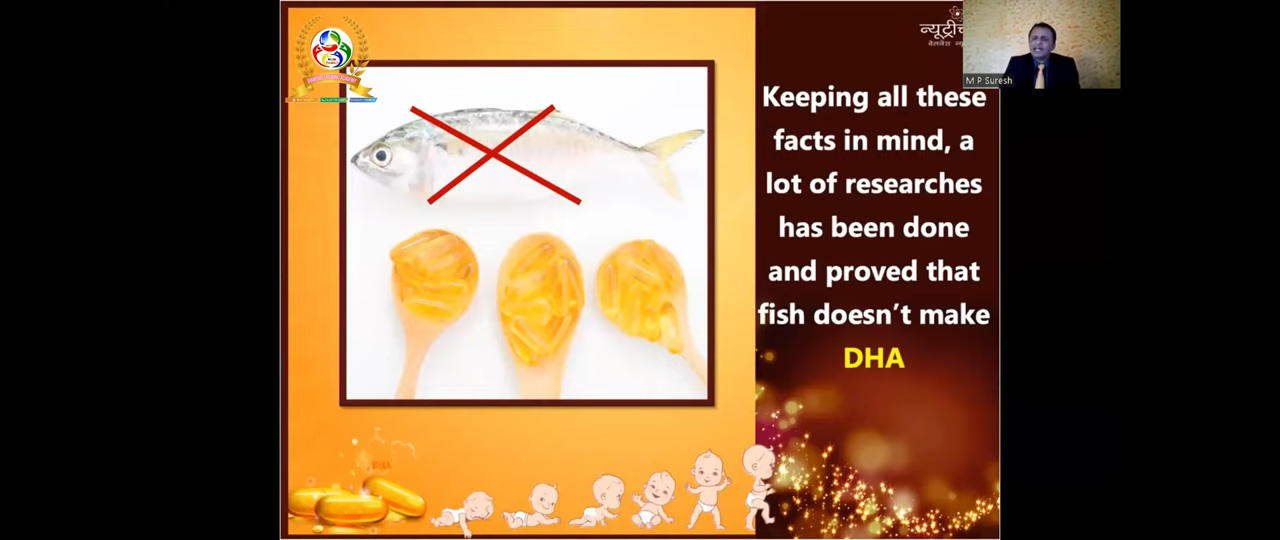 Keeping all these
facts in mind, a
lot of researches
has been done
and proved that
fish doesn't make
DHA
M P Suresh